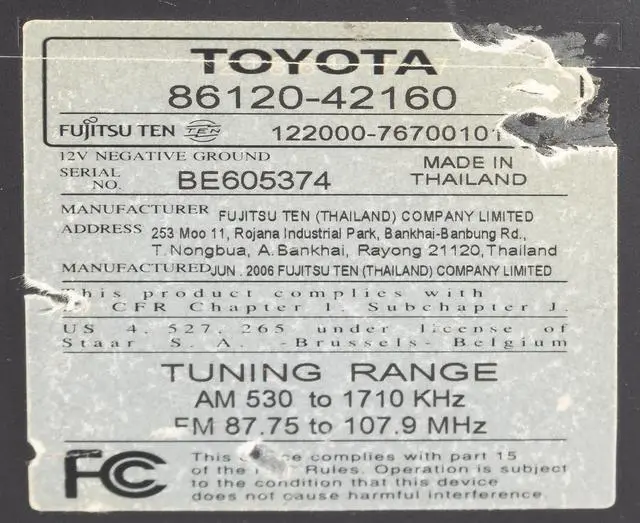 TOYOTA
86120-42160
FUJITSU TEN TEN 122000-76700101
12V NEGATIVE GROUND
SERIAL NO. BE605374
MADE IN THAILAND
MANUFACTURER FUJITSU TEN (THAILAND) COMPANY LIMITED
ADDRESS 253 Moo 11, Rojana Industrial Park, Bankhai-Banbung Rd.,
T. Nongbua, A. Bankhai, Rayong 21120, Thailand
MANUFACTURED JUN . 2006 FUJITSU TEN (THAILAND) COMPANY LIMITED
This product complies with
CFR Chapter 1. Subchapter J.
US 4. 527. 265 under license of
Staar S. A. -Brussels- Belgium
TUNING RANGE
AM 530 to 1710 KHz
FM 87.75 to 107.9 MHz
FC This complies with part 15
of the Rules. Operation is subject
to the condition that this device
does not cause harmful interference.